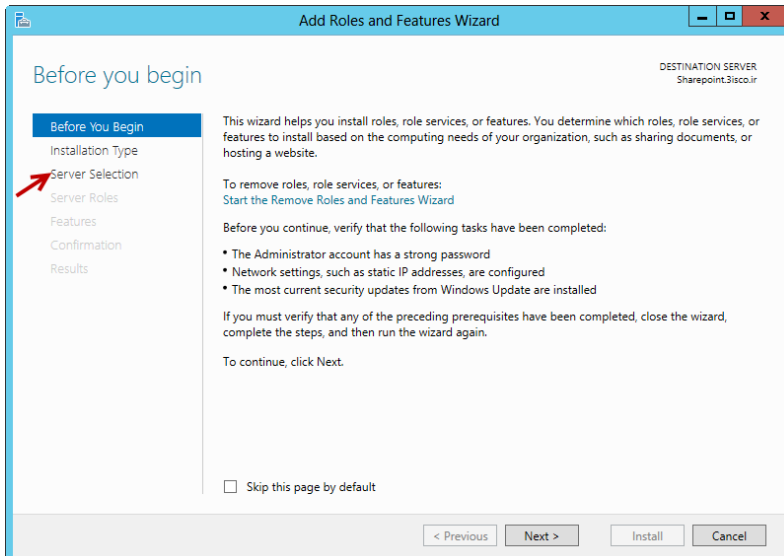 Add Roles and Features Wizard
Before you begin
DESTINATION SERVER
Sharepoint.3isco.ir
Before You Begin
Installation Type
Server Selection
Server Roles
Features
Confirmation
Results
This wizard helps you install roles, role services, or features. You determine which roles, role services, or
features to install based on the computing needs of your organization, such as sharing documents, or
hosting a website.
To remove roles, role services, or features:
Start the Remove Roles and Features Wizard
Before you continue, verify that the following tasks have been completed:
• The Administrator account has a strong password
• Network settings, such as static IP addresses, are configured
• The most current security updates from Windows Update are installed
If you must verify that any of the preceding prerequisites have been completed, close the wizard,
complete the steps, and then run the wizard again.
To continue, click Next.
Skip this page by default
< Previous
Next >
Install
Cancel